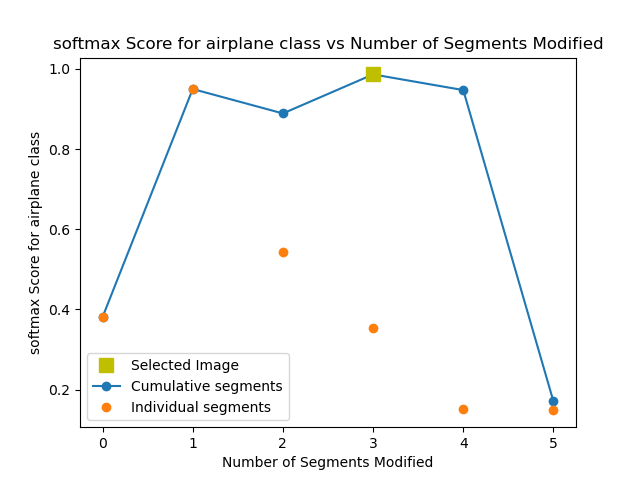 softmax Score for airplane class vs Number of Segments Modified
softmax Score for airplane class
1.0
0.8
0.6
0.4
0.2
Selected Image
Cumulative segments
Individual segments
0 1 2 3 4 5
Number of Segments Modified